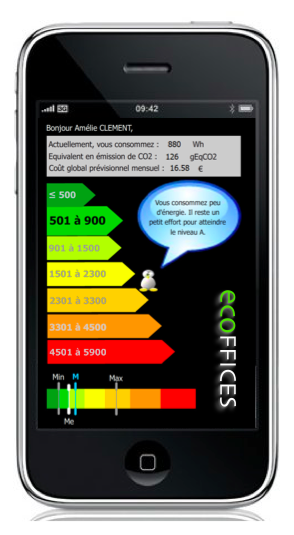 3G 09:42
Bonjour Amélie CLEMENT,
Actuellement, vous consommez : 880 Wh
Equivalent en émission de CO2 : 126 gEqCO2
Coût global prévisionnel mensuel : 16.58 €
≤ 500
501 à 900
901 à 1500
1501 à 2300
2301 à 3300
3301 à 4500
4501 à 5900
Vous consommez peu
d'énergie. Il reste un
petit effort pour atteindre
le niveau A.
ecOFFICES
Min M Max
Me